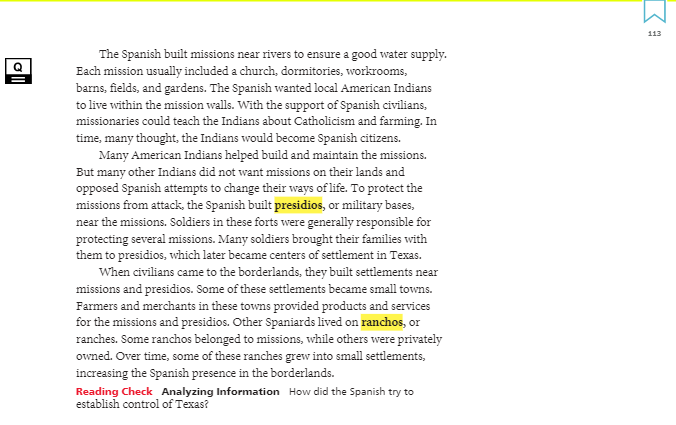 113
Q
The Spanish built missions near rivers to ensure a good water supply.
Each mission usually included a church, dormitories, workrooms,
barns, fields, and gardens. The Spanish wanted local American Indians
to live within the mission walls. With the support of Spanish civilians,
missionaries could teach the Indians about Catholicism and farming. In
time, many thought, the Indians would become Spanish citizens.
Many American Indians helped build and maintain the missions.
But many other Indians did not want missions on their lands and
opposed Spanish attempts to change their ways of life. To protect the
missions from attack, the Spanish built presidios, or military bases,
near the missions. Soldiers in these forts were generally responsible for
protecting several missions. Many soldiers brought their families with
them to presidios, which later became centers of settlement in Texas.
When civilians came to the borderlands, they built settlements near
missions and presidios. Some of these settlements became small towns.
Farmers and merchants in these towns provided products and services
for the missions and presidios. Other Spaniards lived on ranchos, or
ranches. Some ranchos belonged to missions, while others were privately
owned. Over time, some of these ranches grew into small settlements,
increasing the Spanish presence in the borderlands.
Reading Check Analyzing Information How did the Spanish try to
establish control of Texas?